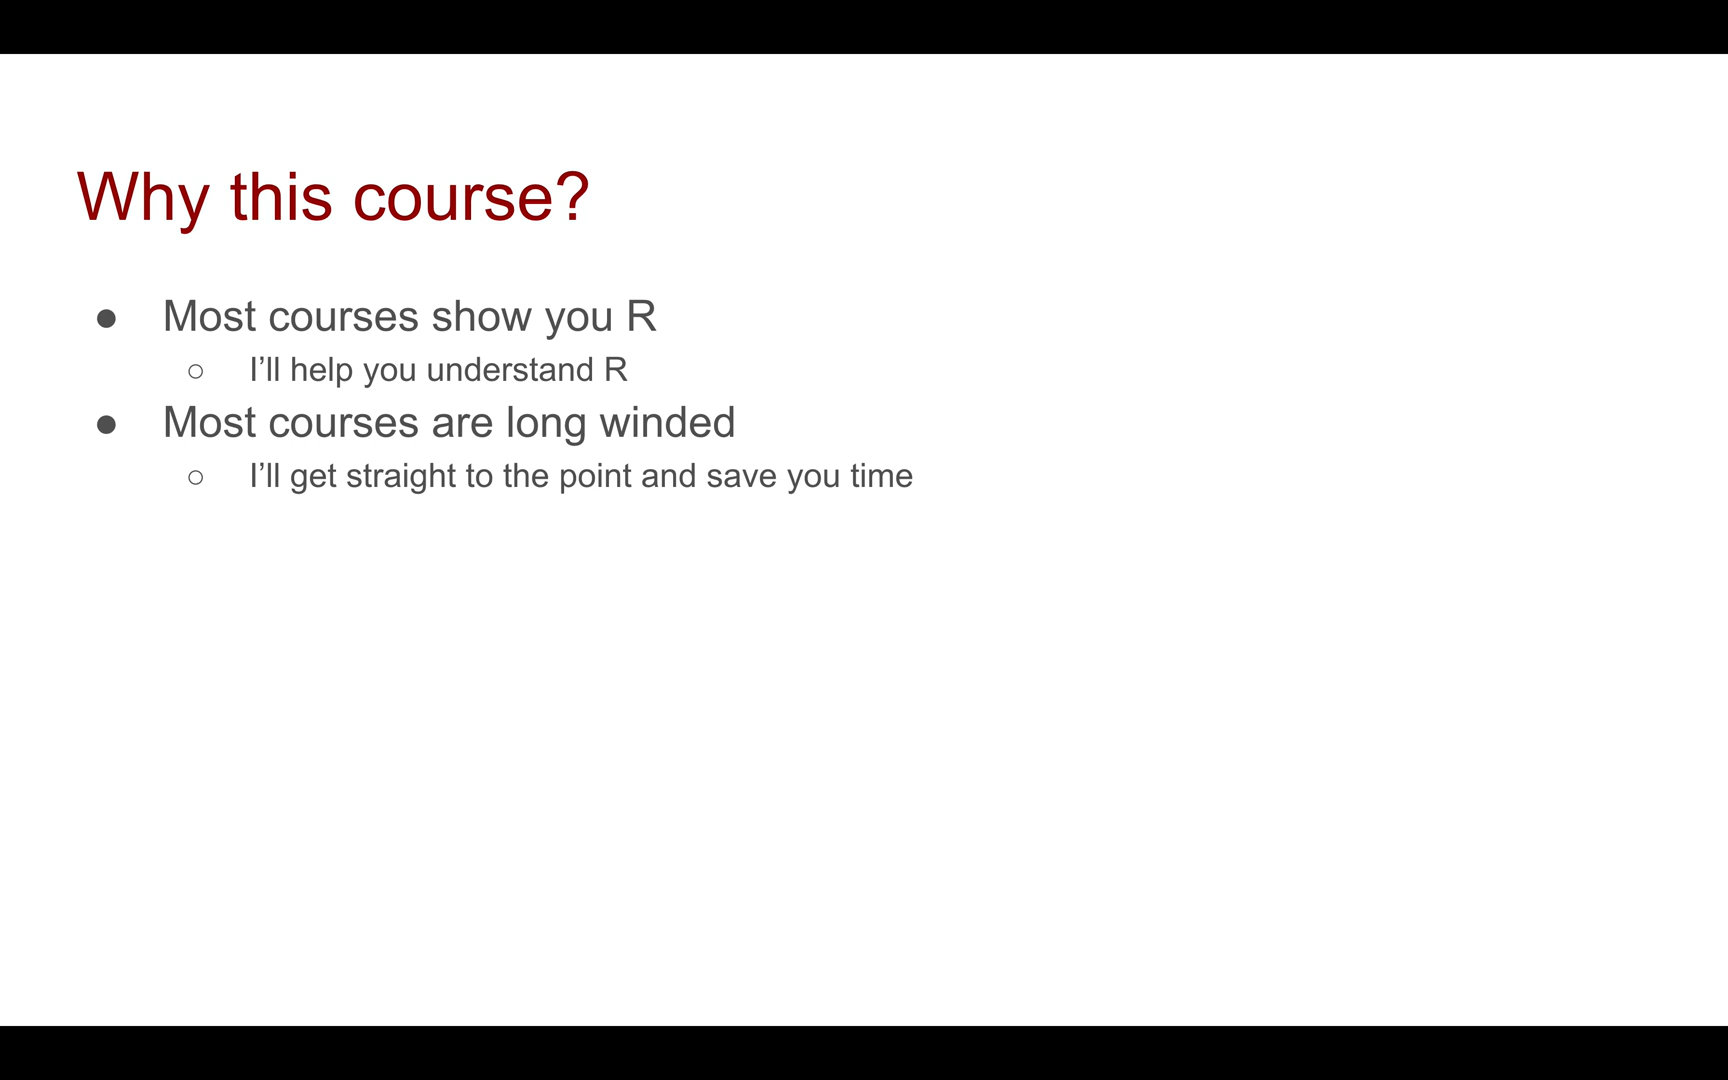 Why this course?
● Most courses show you R
○ I’ll help you understand R
● Most courses are long winded
○ I’ll get straight to the point and save you time